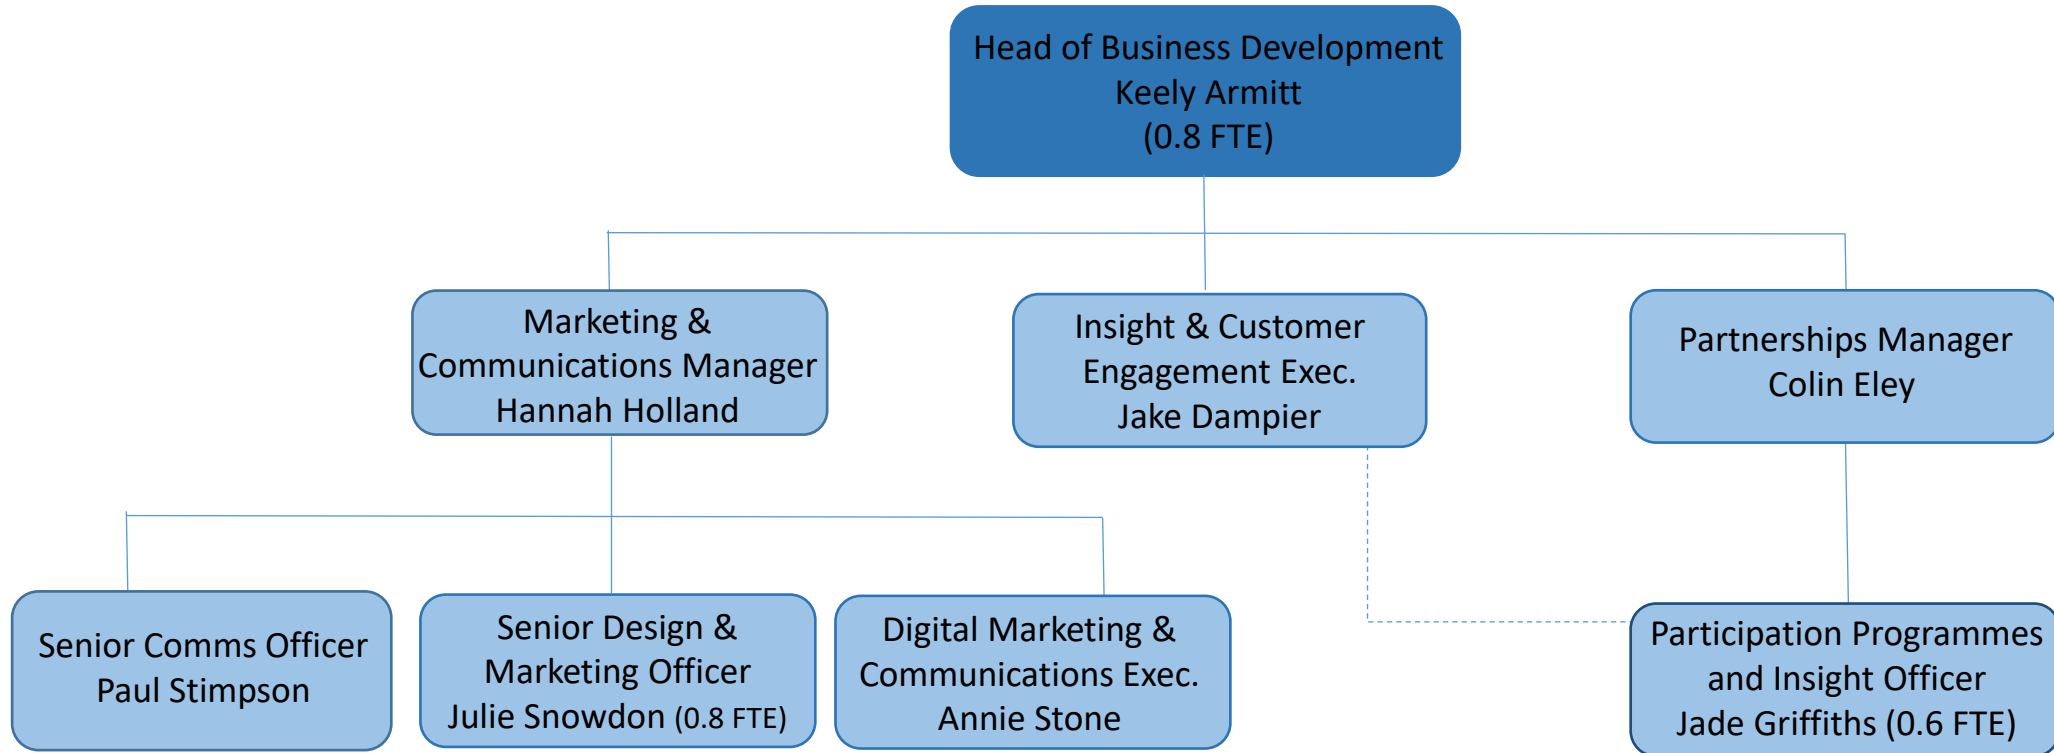 Head of Business Development
Keely Armitt
(0.8 FTE)
Marketing &
Communications Manager
Hannah Holland
Insight & Customer
Engagement Exec.
Jake Dampier
Partnerships Manager
Colin Eley
Senior Comms Officer
Paul Stimpson
Senior Design &
Marketing Officer
Julie Snowdon (0.8 FTE)
Digital Marketing &
Communications Exec.
Annie Stone
Participation Programmes
and Insight Officer
Jade Griffiths (0.6 FTE)